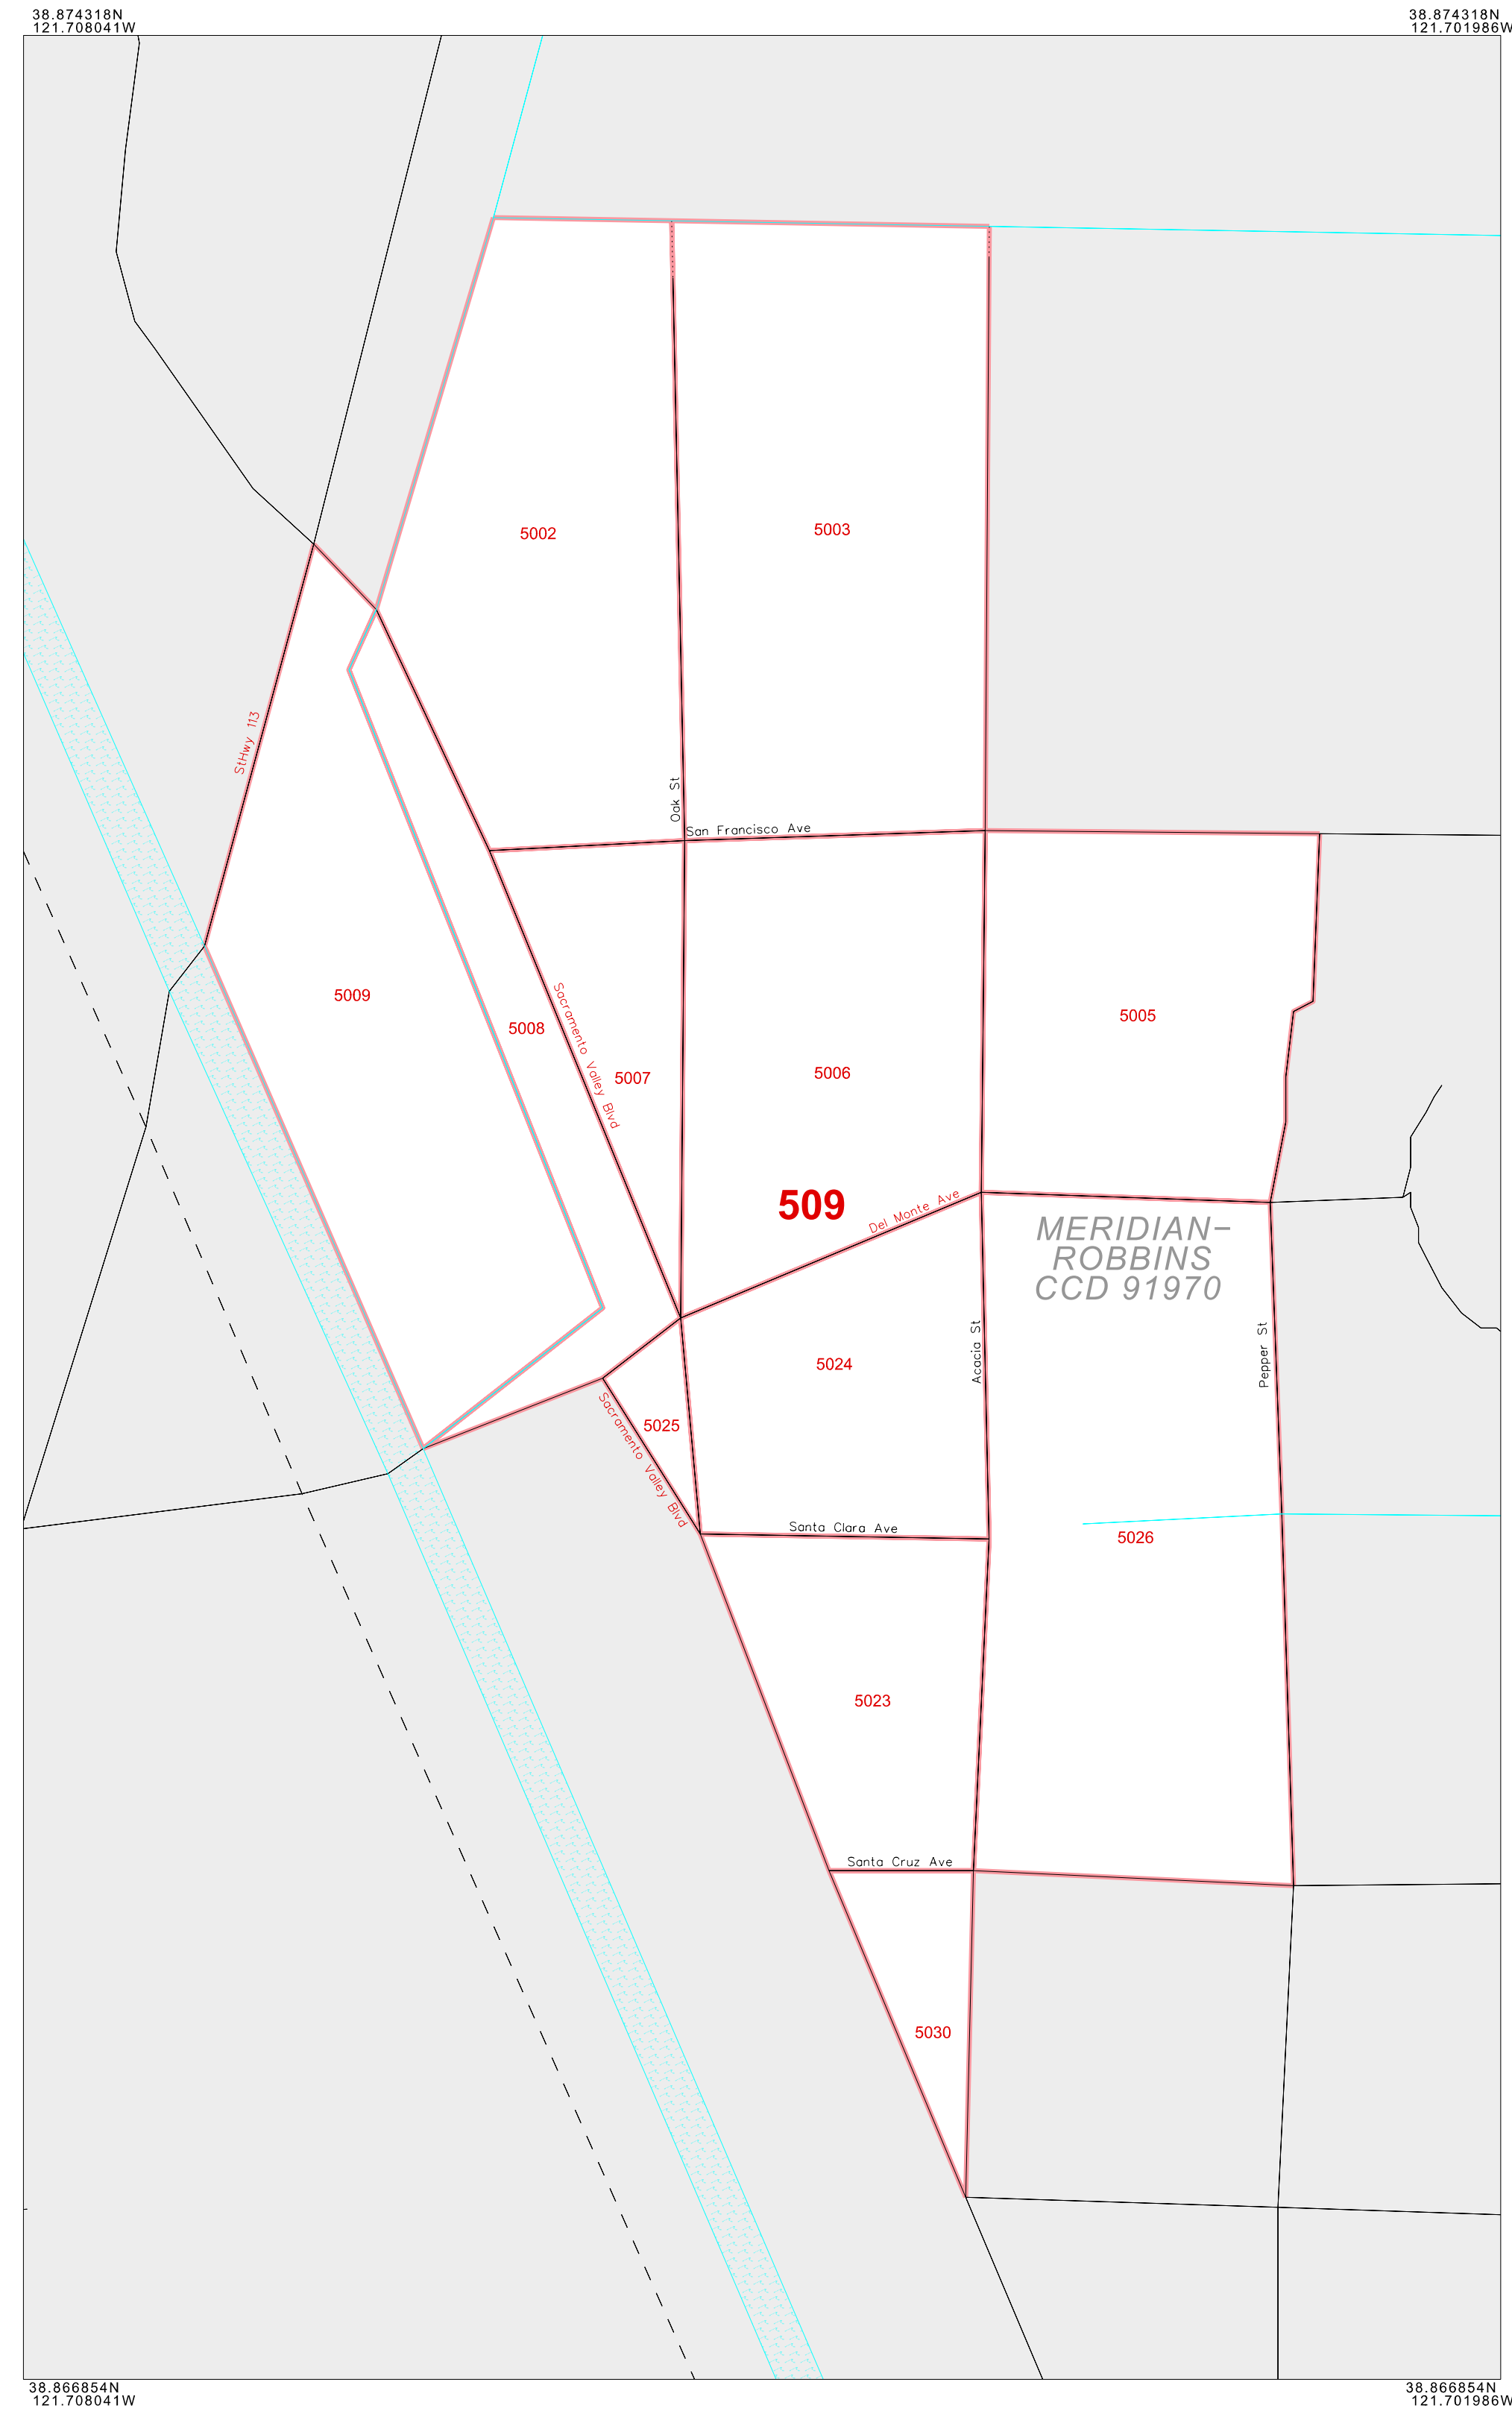 38.874318N
121.708041W
38.874318N
121.701986W
5002
5003
StHwy 113
Oak St
San Francisco Ave
5009
5008
Sacramento Valley Blvd
5007
5006
5005
509
Del Monte Ave
MERIDIAN-
ROBBINS
CCD 91970
5024
Acacia St
Pepper St
5025
Sacramento Valley Blvd
Santa Clara Ave
5026
5023
Santa Cruz Ave
5030
38.866854N
121.708041W
38.866854N
121.701986W